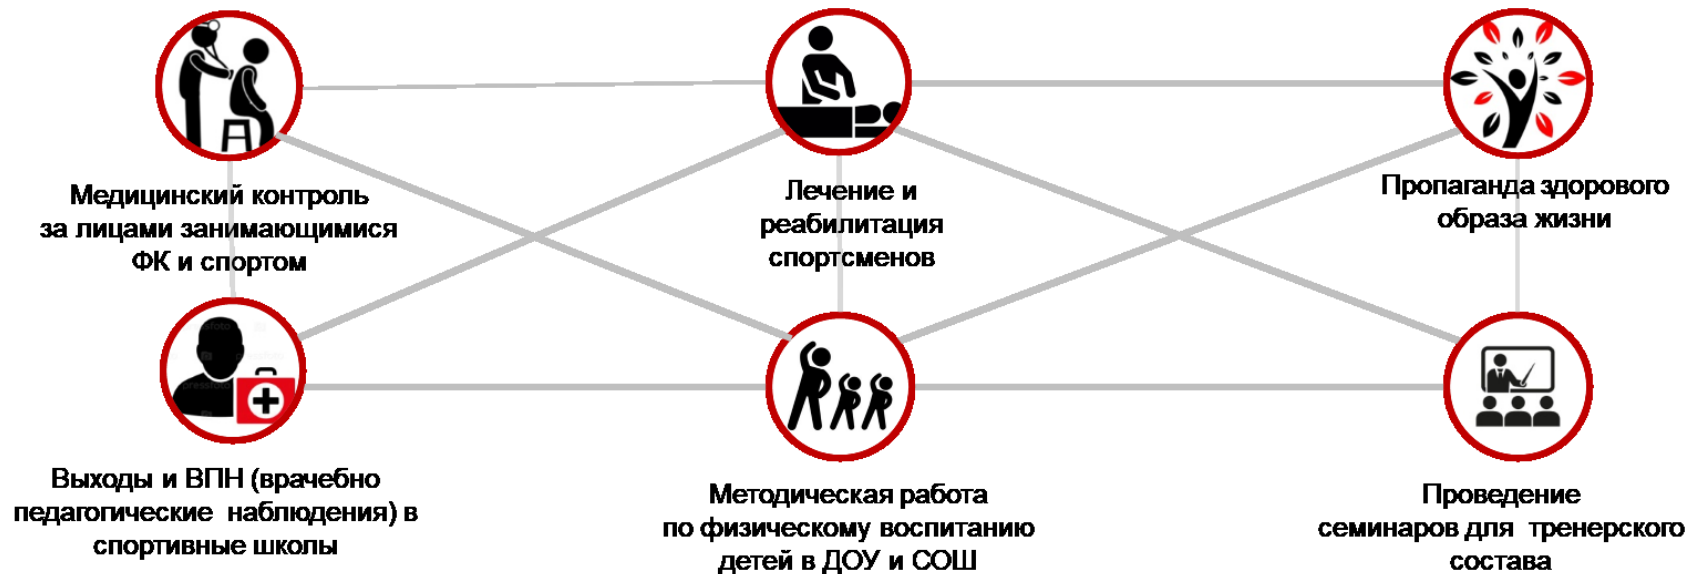 Медицинский контроль
за лицами занимающимися
ФК и спортом
Лечение и
реабилитация
спортсменов
Пропаганда здорового
образа жизни
Выходы и ВПН (врачебно
педагогические наблюдения) в
спортивные школы
Методическая работа
по физическому воспитанию
детей в ДОУ и СОШ
Проведение
семинаров для тренерского
состава